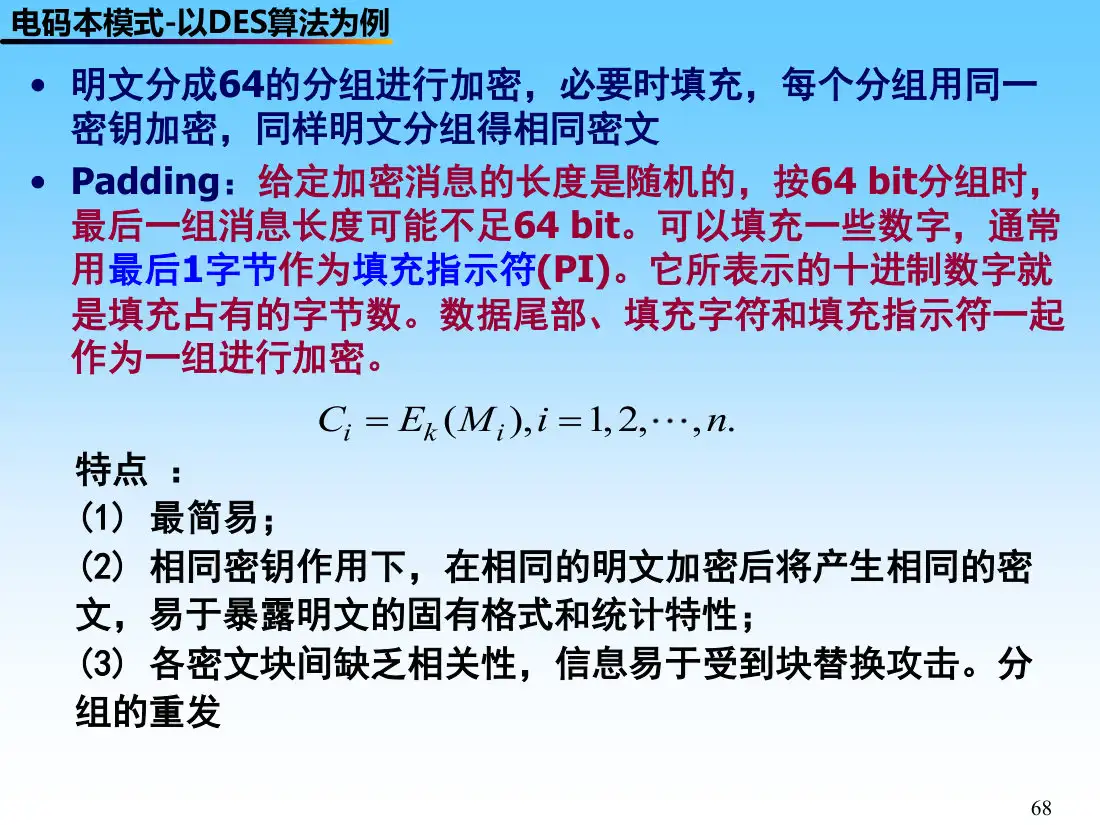 电码本模式-以DES算法为例
• 明文分成64的分组进行加密，必要时填充，每个分组用同一
密钥加密，同样明文分组得相同密文
• Padding：给定加密消息的长度是随机的，按64 bit分组时，
最后一组消息长度可能不足64 bit。可以填充一些数字，通常
用最后1字节作为填充指示符(PI)。它所表示的十进制数字就
是填充占有的字节数。数据尾部、填充字符和填充指示符一起
作为一组进行加密。
C_i = E_k(M_i), i = 1, 2, ⋯, n.
特点 ：
(1) 最简易；
(2) 相同密钥作用下，在相同的明文加密后将产生相同的密
文，易于暴露明文的固有格式和统计特性；
(3) 各密文块间缺乏相关性，信息易于受到块替换攻击。分
组的重发
68